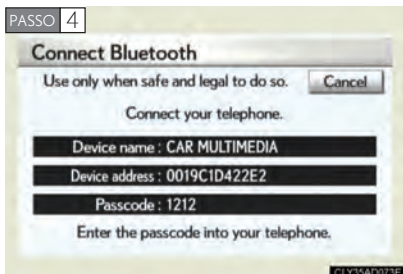 PASSO 4
Connect Bluetooth
Use only when safe and legal to do so. Cancel
Connect your telephone.
Device name : CAR MULTIMEDIA
Device address : 0019C1D422E2
Passcode : 1212
Enter the passcode into your telephone.
CLY35AD073E